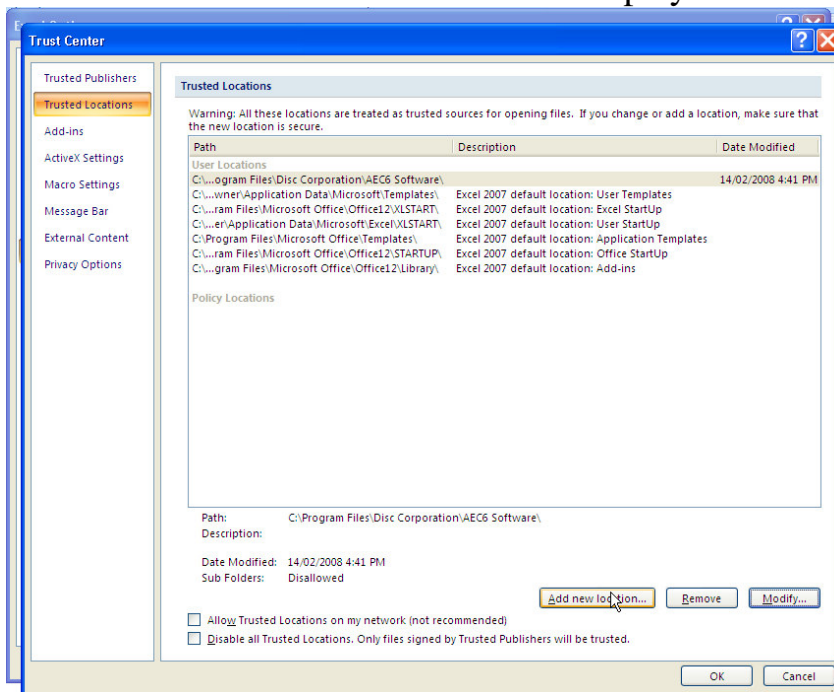 Trust Center
Trusted Publishers
Trusted Locations
Add-ins
ActiveX Settings
Macro Settings
Message Bar
External Content
Privacy Options
Trusted Locations
Warning: All these locations are treated as trusted sources for opening files. If you change or add a location, make sure that
the new location is secure.
Path Description Date Modified
User Locations
C:\...ogram Files\Disc Corporation\AEC6 Software\ 14/02/2008 4:41 PM
C:\...wner\Application Data\Microsoft\Templates\ Excel 2007 default location: User Templates
C:\...ram Files\Microsoft Office\Office12\XLSTART\ Excel 2007 default location: Excel StartUp
C:\...er\Application Data\Microsoft\Excel\XLSTART\ Excel 2007 default location: User StartUp
C:\Program Files\Microsoft Office\Templates\ Excel 2007 default location: Application Templates
C:\...ram Files\Microsoft Office\Office12\STARTUP\ Excel 2007 default location: Office StartUp
C:\...gram Files\Microsoft Office\Office12\Library\ Excel 2007 default location: Add-ins
Policy Locations
Path: C:\Program Files\Disc Corporation\AEC6 Software\
Description:
Date Modified: 14/02/2008 4:41 PM
Sub Folders: Disallowed
Add new location... Remove Modify...
Allow Trusted Locations on my network (not recommended)
Disable all Trusted Locations. Only files signed by Trusted Publishers will be trusted.
OK Cancel